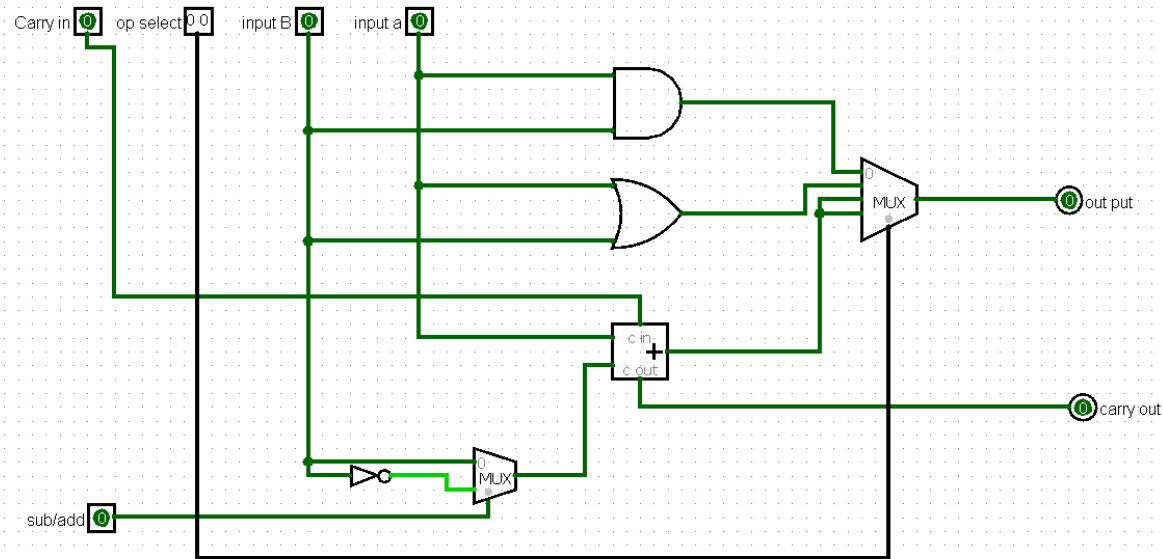 Carry in 0
op select 0 0
input B 0
input a 0
0
MUX
0 out put
c in
+
c out
0 carry out
0
MUX
sub/add 0